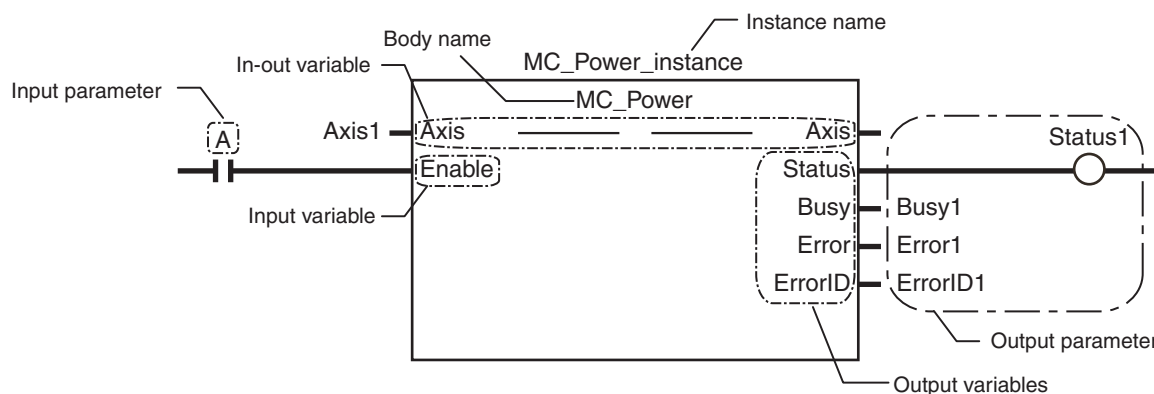 Instance name
Body name
MC_Power_instance
In-out variable
MC_Power
Input parameter
A
Axis1
Axis
Axis
Status1
Enable
Status
Input variable
Busy
Busy1
Error
Error1
ErrorID
ErrorID1
Output parameter
Output variables